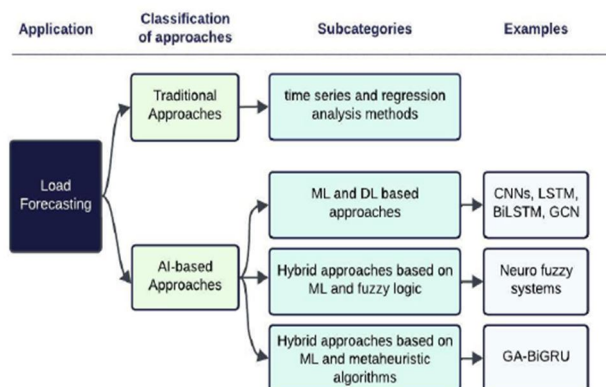 Application
Classification
of approaches
Subcategories
Examples
Load
Forecasting
Traditional
Approaches
time series and regression
analysis methods
AI-based
Approaches
ML and DL based
approaches
CNNs, LSTM,
BiLSTM, GCN
Hybrid approaches based on
ML and fuzzy logic
Neuro fuzzy
systems
Hybrid approaches based on
ML and metaheuristic
algorithms
GA-BiGRU